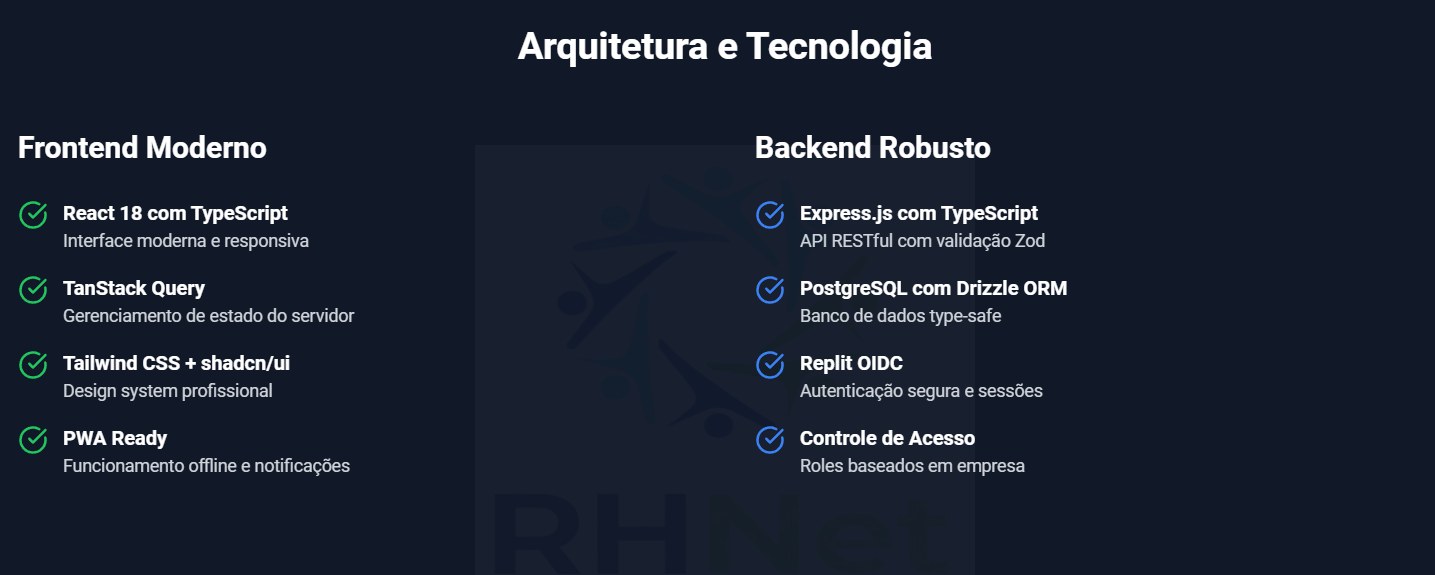 Arquitetura e Tecnologia
Frontend Moderno
React 18 com TypeScript
Interface moderna e responsiva
TanStack Query
Gerenciamento de estado do servidor
Tailwind CSS + shadcn/ui
Design system profissional
PWA Ready
Funcionamento offline e notificações
Backend Robusto
Express.js com TypeScript
API RESTful com validação Zod
PostgreSQL com Drizzle ORM
Banco de dados type-safe
Replit OIDC
Autenticação segura e sessões
Controle de Acesso
Roles baseados em empresa
RHNet